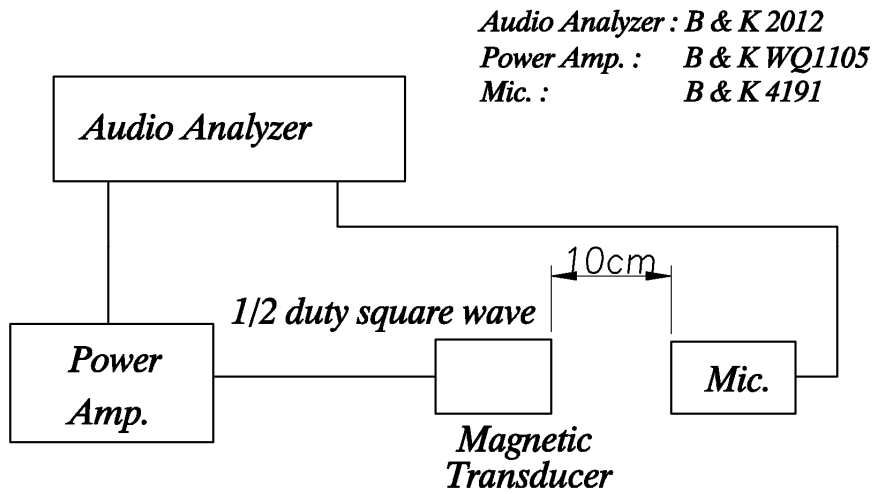 Audio Analyzer : B & K 2012
Power Amp. : B & K WQ1105
Mic. : B & K 4191
Audio Analyzer
10cm
1/2 duty square wave
Power
Amp.
Mic.
Magnetic
Transducer